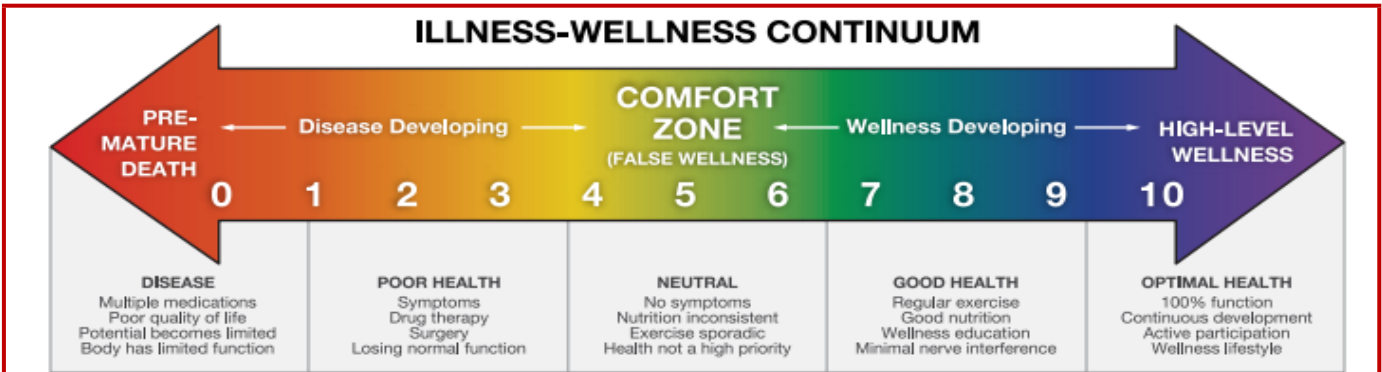 ILLNESS-WELLNESS CONTINUUM
PRE-
MATURE
DEATH
Disease Developing
COMFORT
ZONE
(FALSE WELLNESS)
Wellness Developing
HIGH-LEVEL
WELLNESS
0 1 2 3 4 5 6 7 8 9 10
DISEASE
Multiple medications
Poor quality of life
Potential becomes limited
Body has limited function
POOR HEALTH
Symptoms
Drug therapy
Surgery
Losing normal function
NEUTRAL
No symptoms
Nutrition inconsistent
Exercise sporadic
Health not a high priority
GOOD HEALTH
Regular exercise
Good nutrition
Wellness education
Minimal nerve interference
OPTIMAL HEALTH
100% function
Continuous development
Active participation
Wellness lifestyle